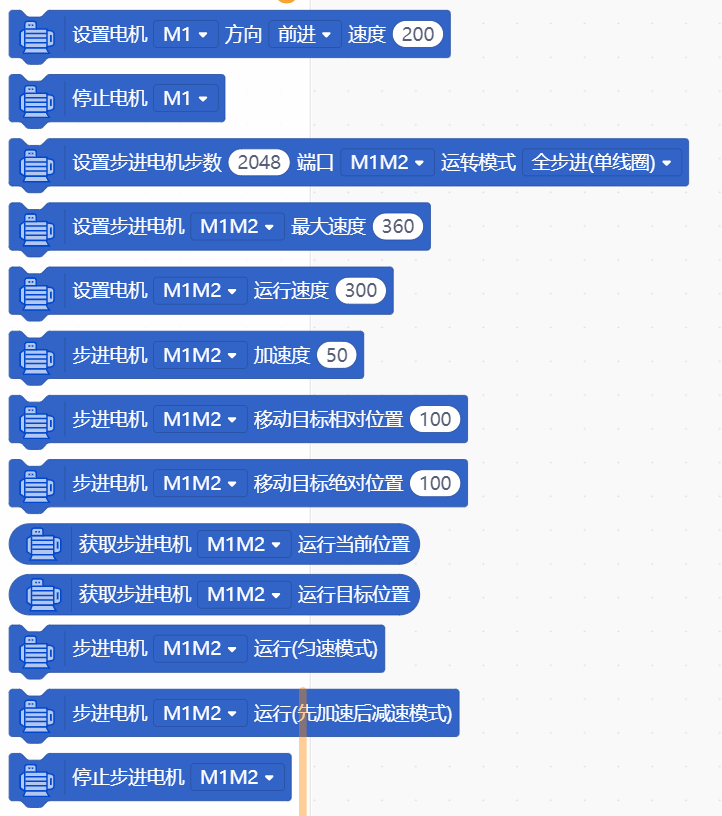 设置电机 M1 方向 前进 速度 200
停止电机 M1
设置步进电机步数 2048 端口 M1M2 运转模式 全步进(单线圈)
设置步进电机 M1M2 最大速度 360
设置电机 M1M2 运行速度 300
步进电机 M1M2 加速度 50
步进电机 M1M2 移动目标相对位置 100
步进电机 M1M2 移动目标绝对位置 100
获取步进电机 M1M2 运行当前位置
获取步进电机 M1M2 运行目标位置
步进电机 M1M2 运行(匀速模式)
步进电机 M1M2 运行(先加速后减速模式)
停止步进电机 M1M2